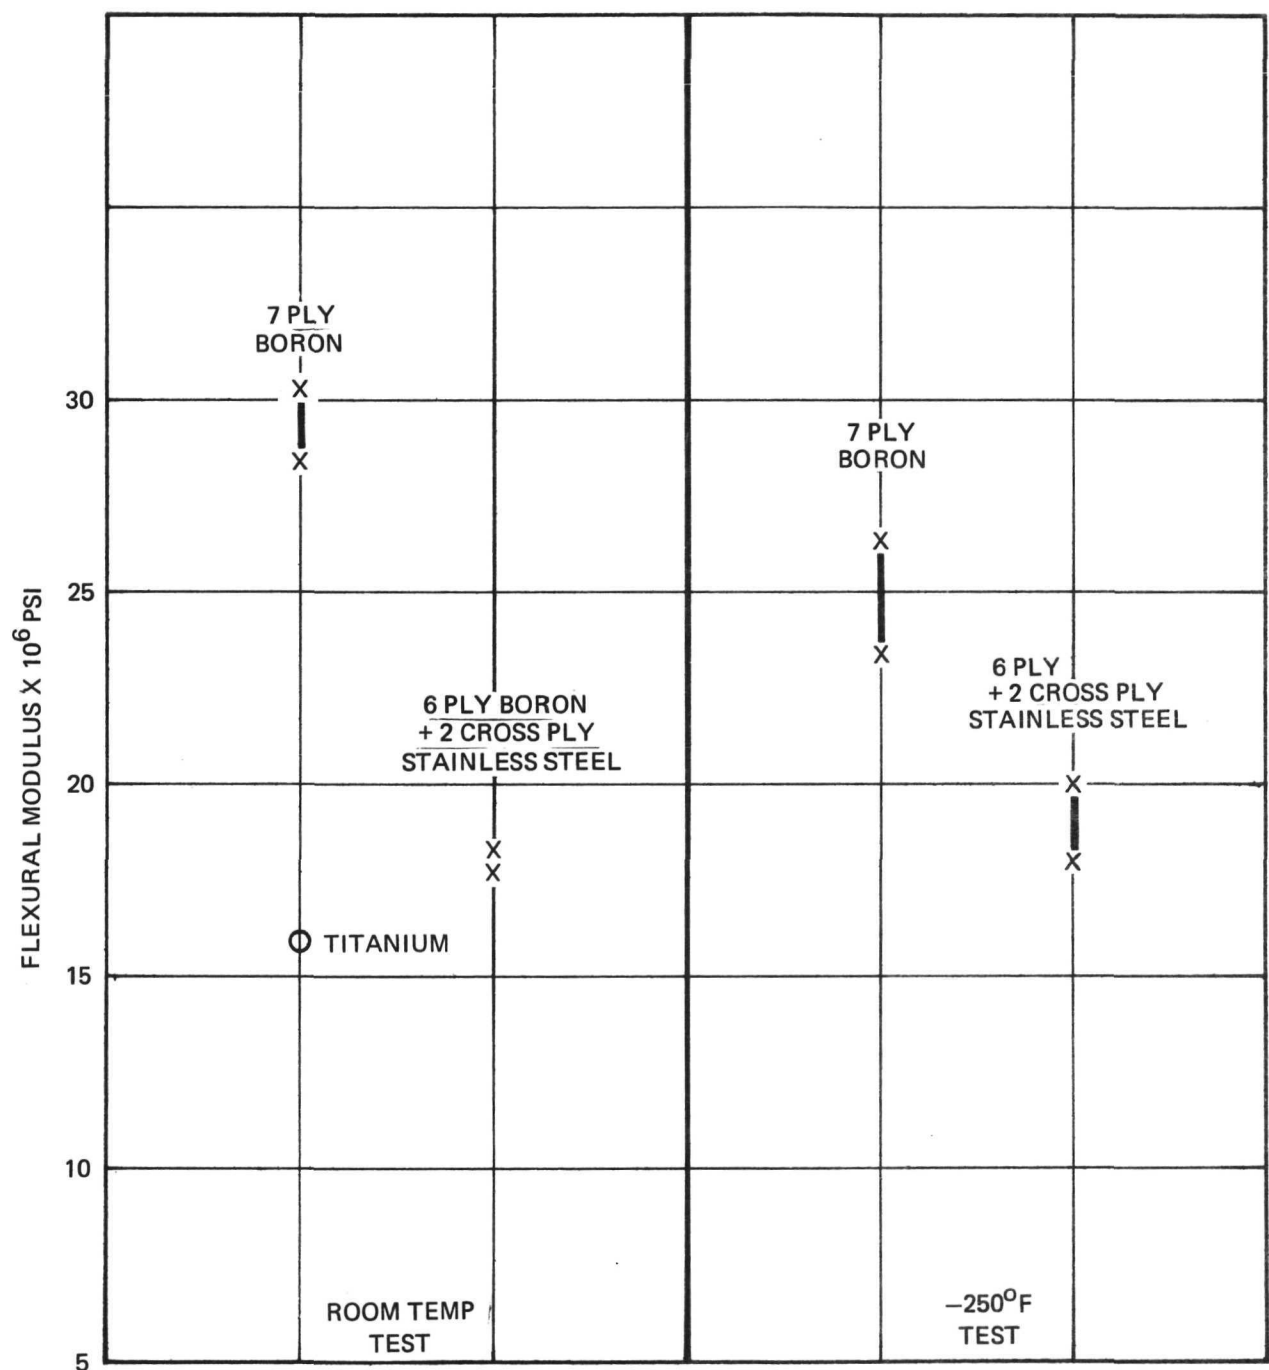 7 PLY
BORON
X
30
X
7 PLY
BORON
X
25
X
6 PLY BORON
+ 2 CROSS PLY
STAINLESS STEEL
6 PLY
+ 2 CROSS PLY
STAINLESS STEEL
20
X
X
X
X
TITANIUM
15
10
5
FLEXURAL MODULUS X 10⁶ PSI
ROOM TEMP
TEST
−250°F
TEST